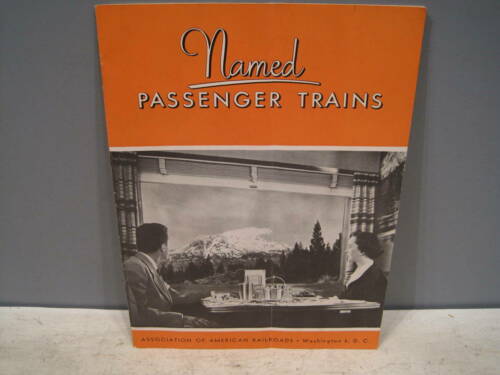 Named
PASSENGER TRAINS
ASSOCIATION OF AMERICAN RAILROADS • Washington 6, D. C.